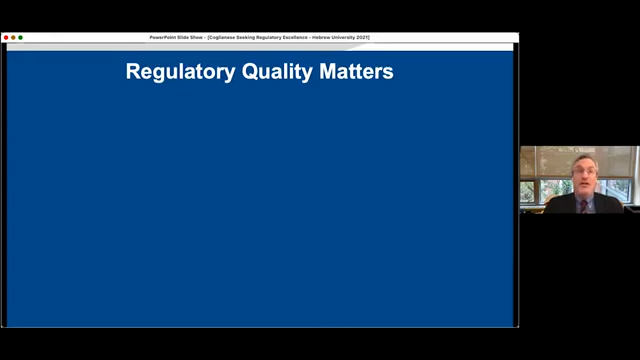 PowerPoint Slide Show - [Coglianese Seeking Regulatory Excellence - Hebrew University 2021]
Regulatory Quality Matters